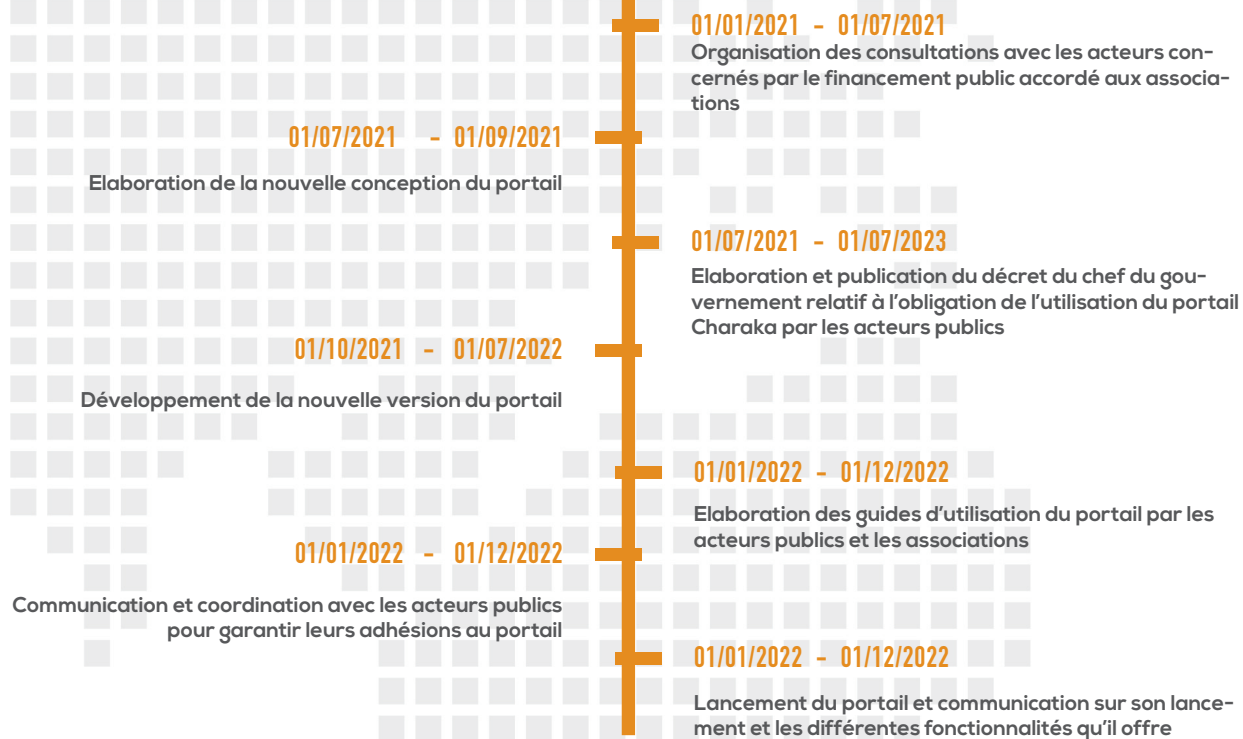 01/01/2021 - 01/07/2021
Organisation des consultations avec les acteurs con-
cernés par le financement public accordé aux associa-
tions
01/07/2021 - 01/09/2021
Elaboration de la nouvelle conception du portail
01/07/2021 - 01/07/2023
Elaboration et publication du décret du chef du gou-
vernement relatif à l’obligation de l’utilisation du portail
Charaka par les acteurs publics
01/10/2021 - 01/07/2022
Développement de la nouvelle version du portail
01/01/2022 - 01/12/2022
Elaboration des guides d’utilisation du portail par les
acteurs publics et les associations
01/01/2022 - 01/12/2022
Communication et coordination avec les acteurs publics
pour garantir leurs adhésions au portail
01/01/2022 - 01/12/2022
Lancement du portail et communication sur son lance-
ment et les différentes fonctionnalités qu’il offre